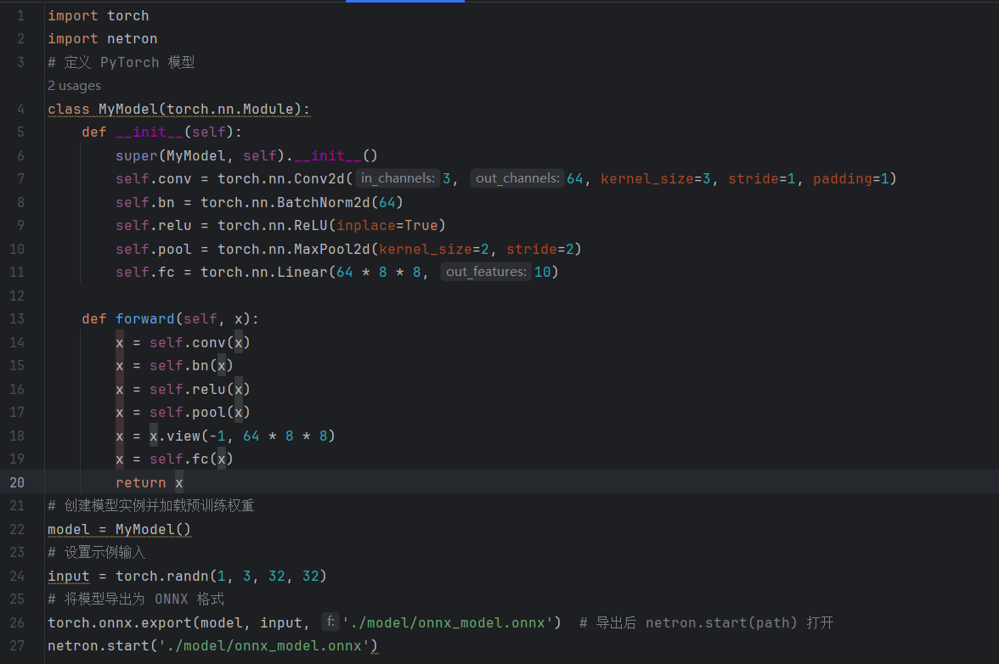 1 import torch
2 import netron
3 # 定义 PyTorch 模型
2 usages
4 class MyModel(torch.nn.Module):
5     def __init__(self):
6         super(MyModel, self).__init__()
7         self.conv = torch.nn.Conv2d( in_channels: 3,  out_channels: 64, kernel_size=3, stride=1, padding=1)
8         self.bn = torch.nn.BatchNorm2d(64)
9         self.relu = torch.nn.ReLU(inplace=True)
10         self.pool = torch.nn.MaxPool2d(kernel_size=2, stride=2)
11         self.fc = torch.nn.Linear(64 * 8 * 8,  out_features: 10)
12
13     def forward(self, x):
14         x = self.conv(x)
15         x = self.bn(x)
16         x = self.relu(x)
17         x = self.pool(x)
18         x = x.view(-1, 64 * 8 * 8)
19         x = self.fc(x)
20         return x
21 # 创建模型实例并加载预训练权重
22 model = MyModel()
23 # 设置示例输入
24 input = torch.randn(1, 3, 32, 32)
25 # 将模型导出为 ONNX 格式
26 torch.onnx.export(model, input,  f: './model/onnx_model.onnx')  # 导出后 netron.start(path) 打开
27 netron.start('./model/onnx_model.onnx')